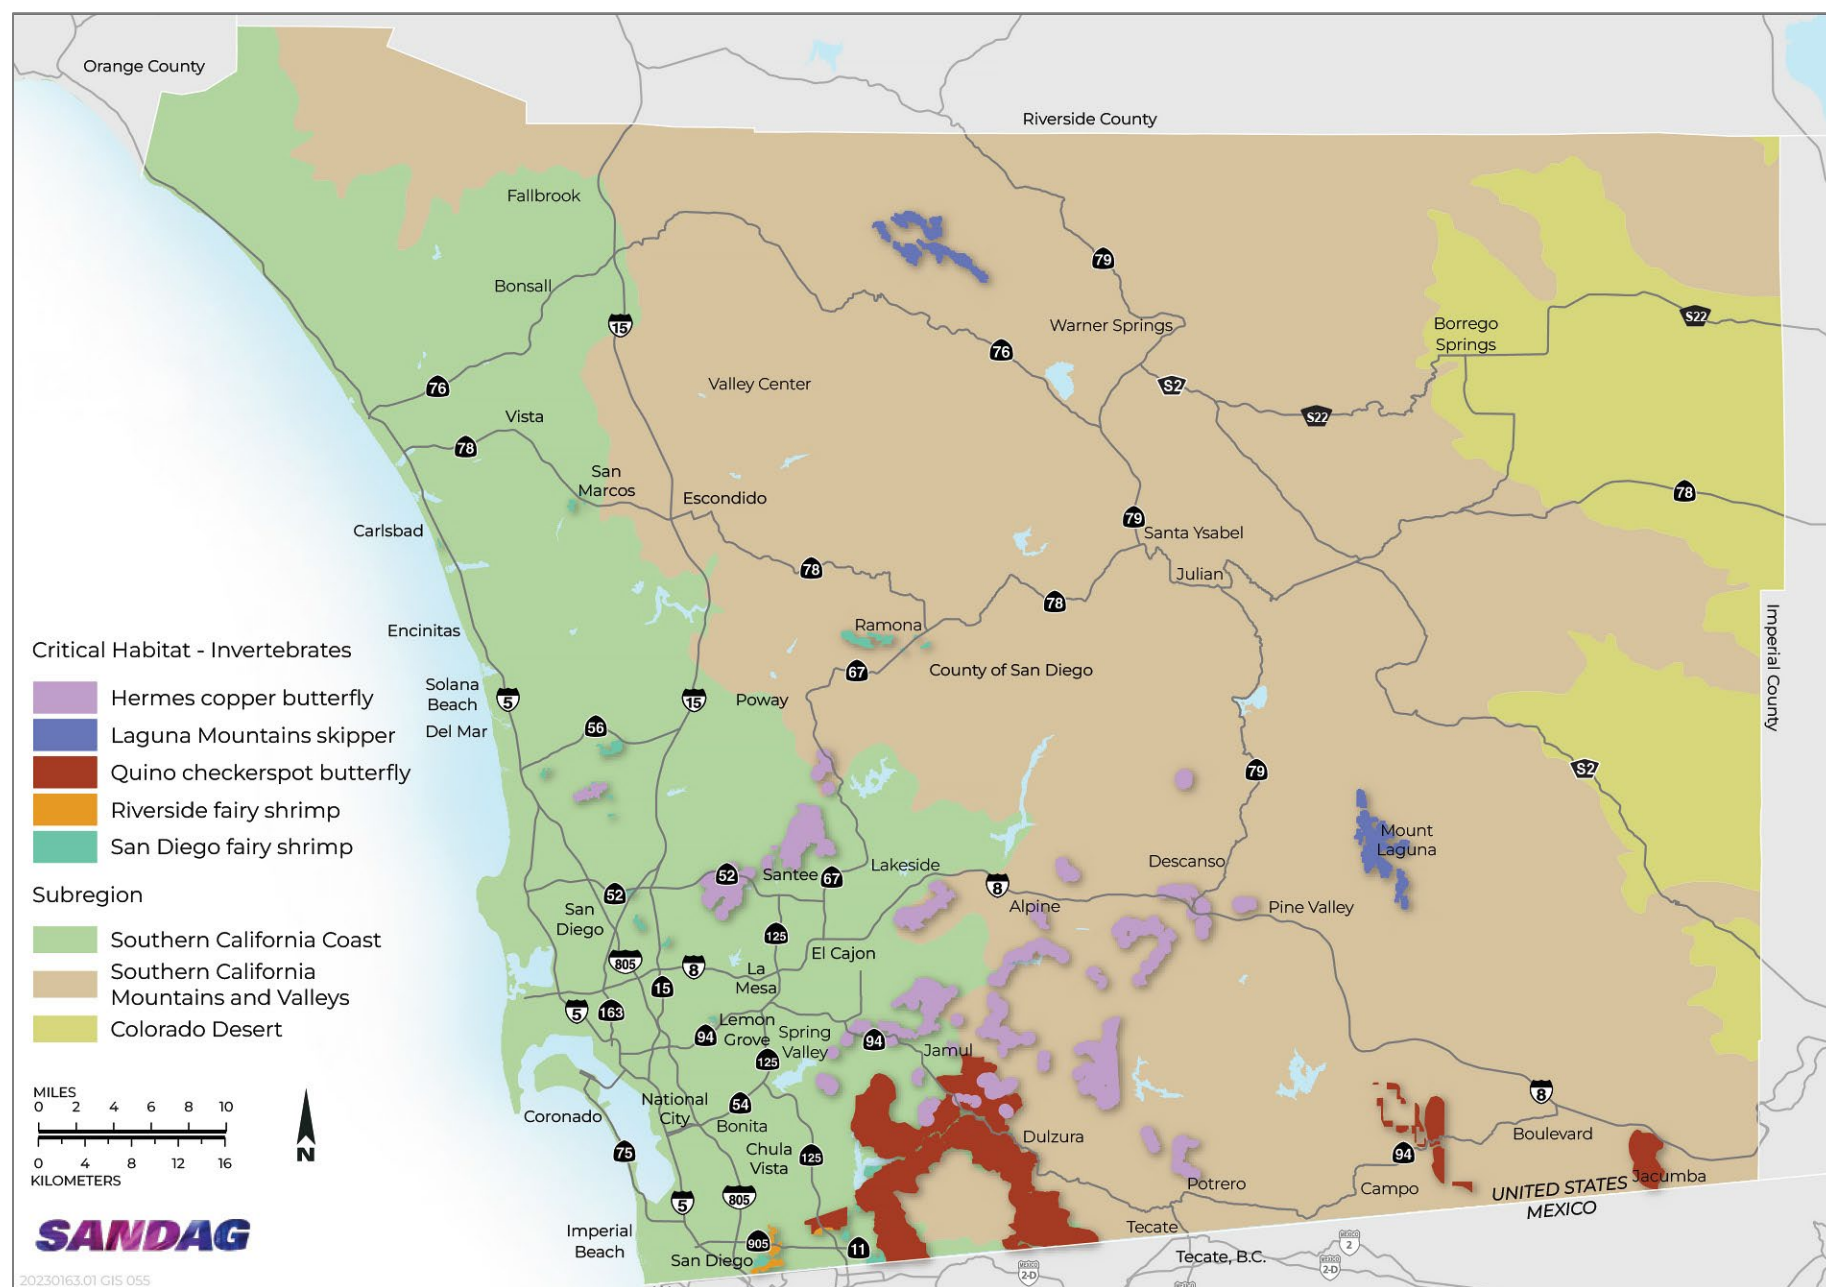 Orange County
Riverside County
Fallbrook
Bonsall
79
15
Warner Springs
Borrego
Springs
S22
76
76
Valley Center
S2
S22
Vista
78
San
Marcos
Escondido
78
Carlsbad
79
Santa Ysabel
78
Julian
78
Encinitas
Ramona
Imperial County
67
County of San Diego
Critical Habitat - Invertebrates
Hermes copper butterfly
Laguna Mountains skipper
Quino checkerspot butterfly
Riverside fairy shrimp
San Diego fairy shrimp
Subregion
Southern California Coast
Southern California
Mountains and Valleys
Colorado Desert
Solana
Beach
Del Mar
5
15
Poway
56
79
S2
Mount
Laguna
52
52
Santee
67
Lakeside
Descanso
8
Alpine
Pine Valley
San
Diego
125
El Cajon
805
8
La
Mesa
15
5
163
94
Lemon
Grove
Spring
Valley
125
94
Jamul
8
National
City
54
Bonita
Coronado
75
Chula
Vista
125
Dulzura
94
Boulevard
Jacumba
Potrero
Campo
5
805
UNITED STATES
MEXICO
Imperial
Beach
San Diego
905
11
Tecate
Tecate, B.C.
MEXICO
2
MEXICO
2-D
MEXICO
2-D
MILES
0 2 4 6 8 10
0 4 8 12 16
KILOMETERS
N
SANDAG
20230163.01 GIS 055